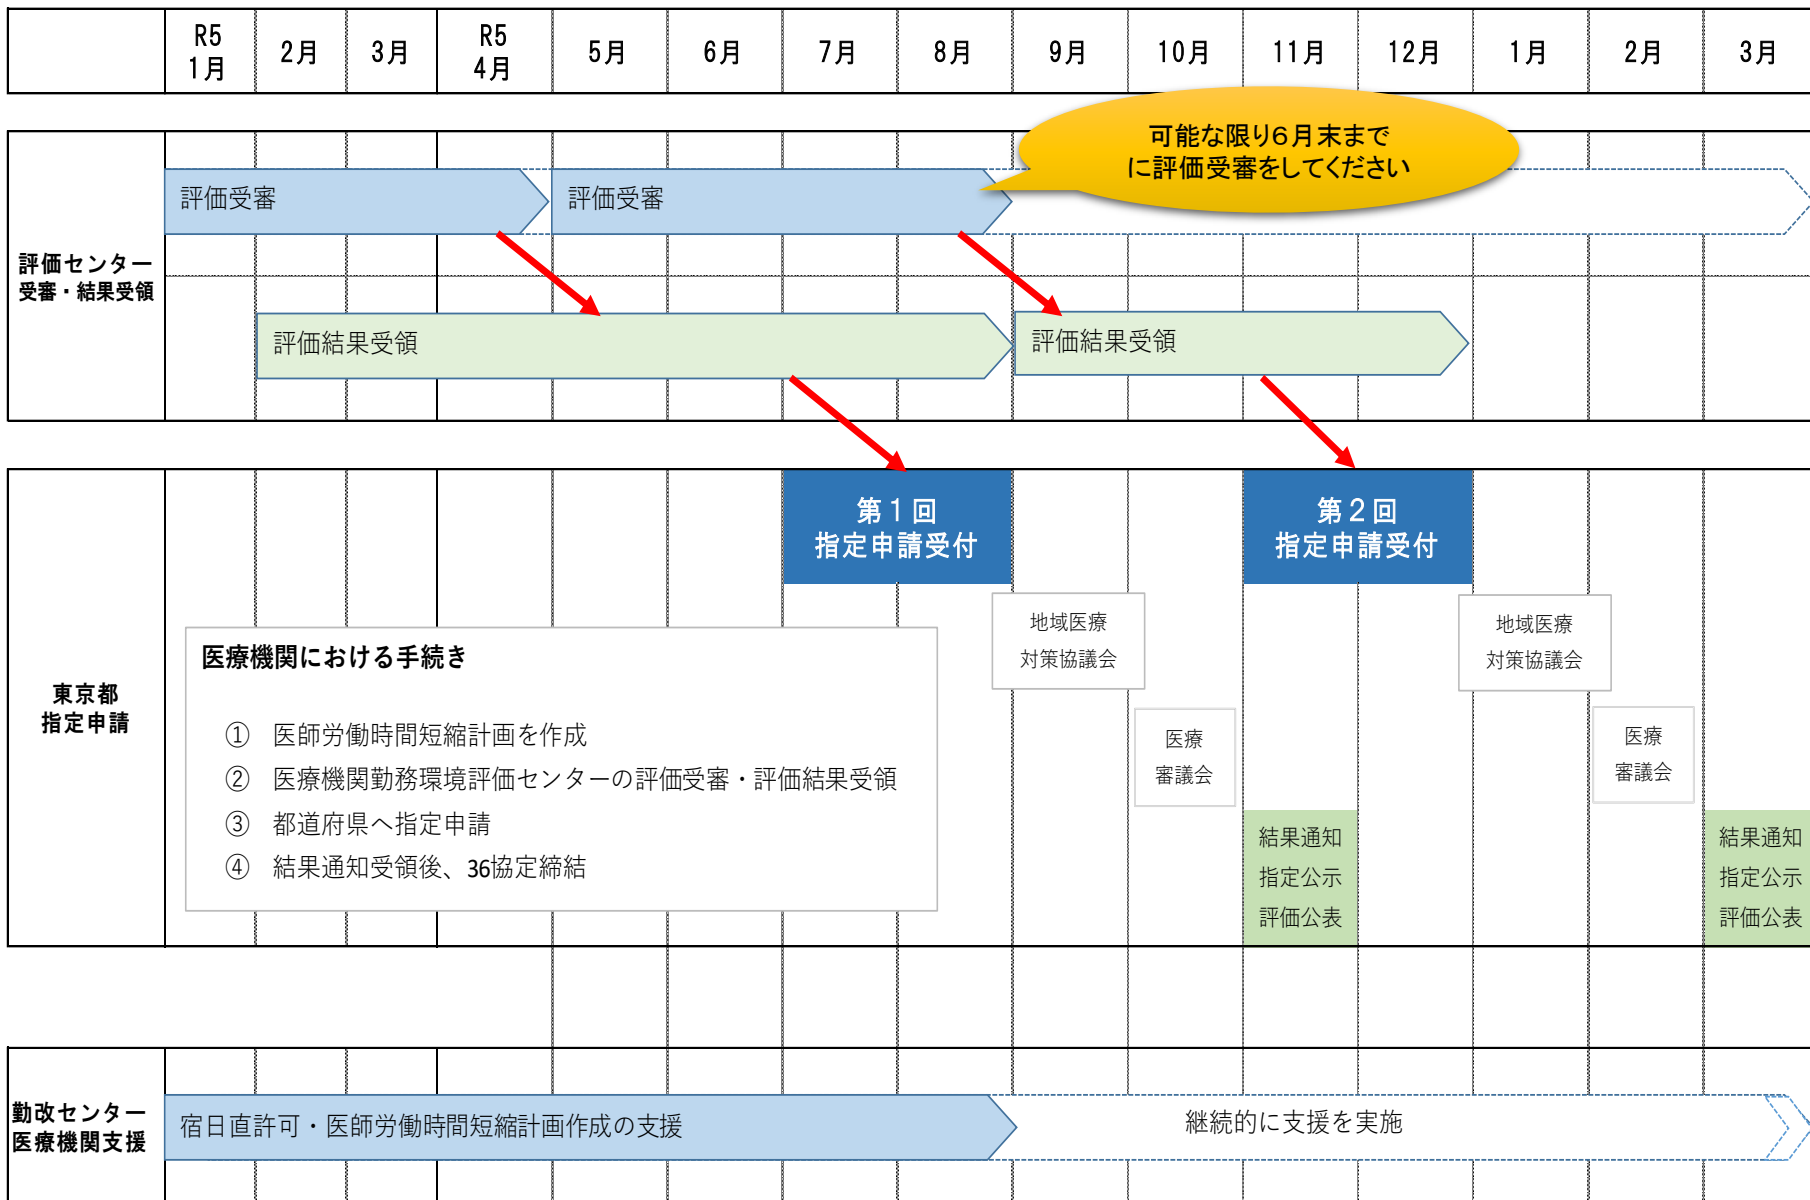 R5
1月
2月
3月
R5
4月
5月
6月
7月
8月
9月
10月
11月
12月
1月
2月
3月
可能な限り6月末まで
に評価受審をしてください
評価受審
評価受審
評価センター
受審・結果受領
評価結果受領
評価結果受領
第1回
指定申請受付
第2回
指定申請受付
地域医療
対策協議会
地域医療
対策協議会
医療機関における手続き
東京都
指定申請
① 医師労働時間短縮計画を作成
② 医療機関勤務環境評価センターの評価受審・評価結果受領
③ 都道府県へ指定申請
④ 結果通知受領後、36協定締結
医療
審議会
医療
審議会
結果通知
指定公示
評価公表
結果通知
指定公示
評価公表
勤改センター
医療機関支援
宿日直許可・医師労働時間短縮計画作成の支援
継続的に支援を実施